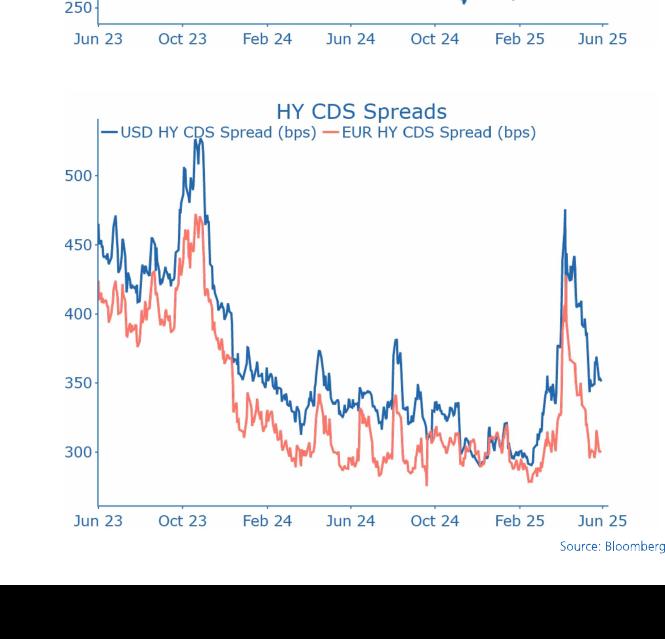 250
Jun 23 Oct 23 Feb 24 Jun 24 Oct 24 Feb 25 Jun 25
HY CDS Spreads
USD HY CDS Spread (bps) EUR HY CDS Spread (bps)
500
450
400
350
300
Jun 23 Oct 23 Feb 24 Jun 24 Oct 24 Feb 25 Jun 25
Source: Bloomberg